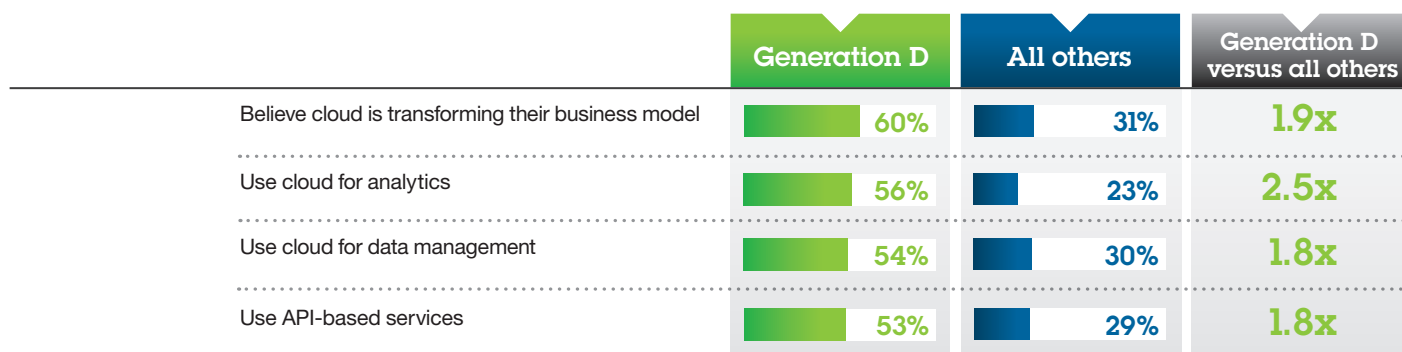 Generation D
All others
Generation D
versus all others
Believe cloud is transforming their business model 60% 31% 1.9x
Use cloud for analytics 56% 23% 2.5x
Use cloud for data management 54% 30% 1.8x
Use API-based services 53% 29% 1.8x